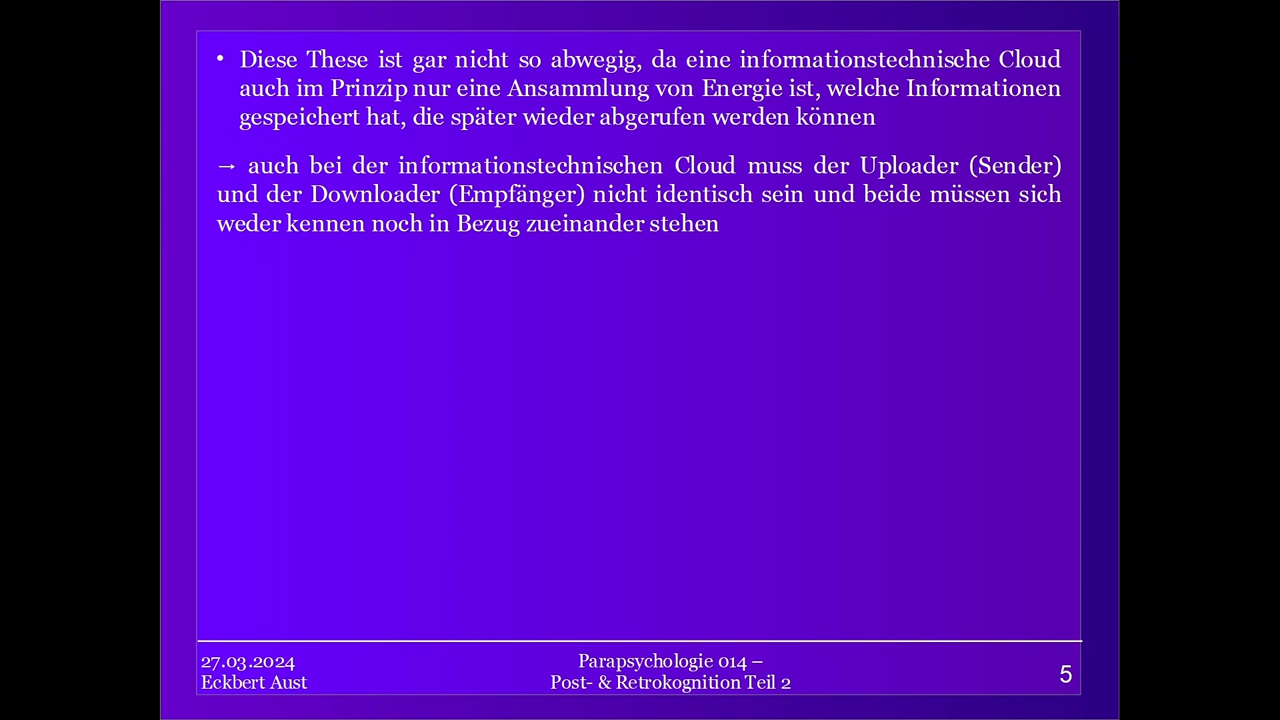 • Diese These ist gar nicht so abwegig, da eine informationstechnische Cloud
auch im Prinzip nur eine Ansammlung von Energie ist, welche Informationen
gespeichert hat, die später wieder abgerufen werden können
→ auch bei der informationstechnischen Cloud muss der Uploader (Sender)
und der Downloader (Empfänger) nicht identisch sein und beide müssen sich
weder kennen noch in Bezug zueinander stehen
27.03.2024
Eckbert Aust
Parapsychologie 014 –
Post- & Retrokognition Teil 2
5